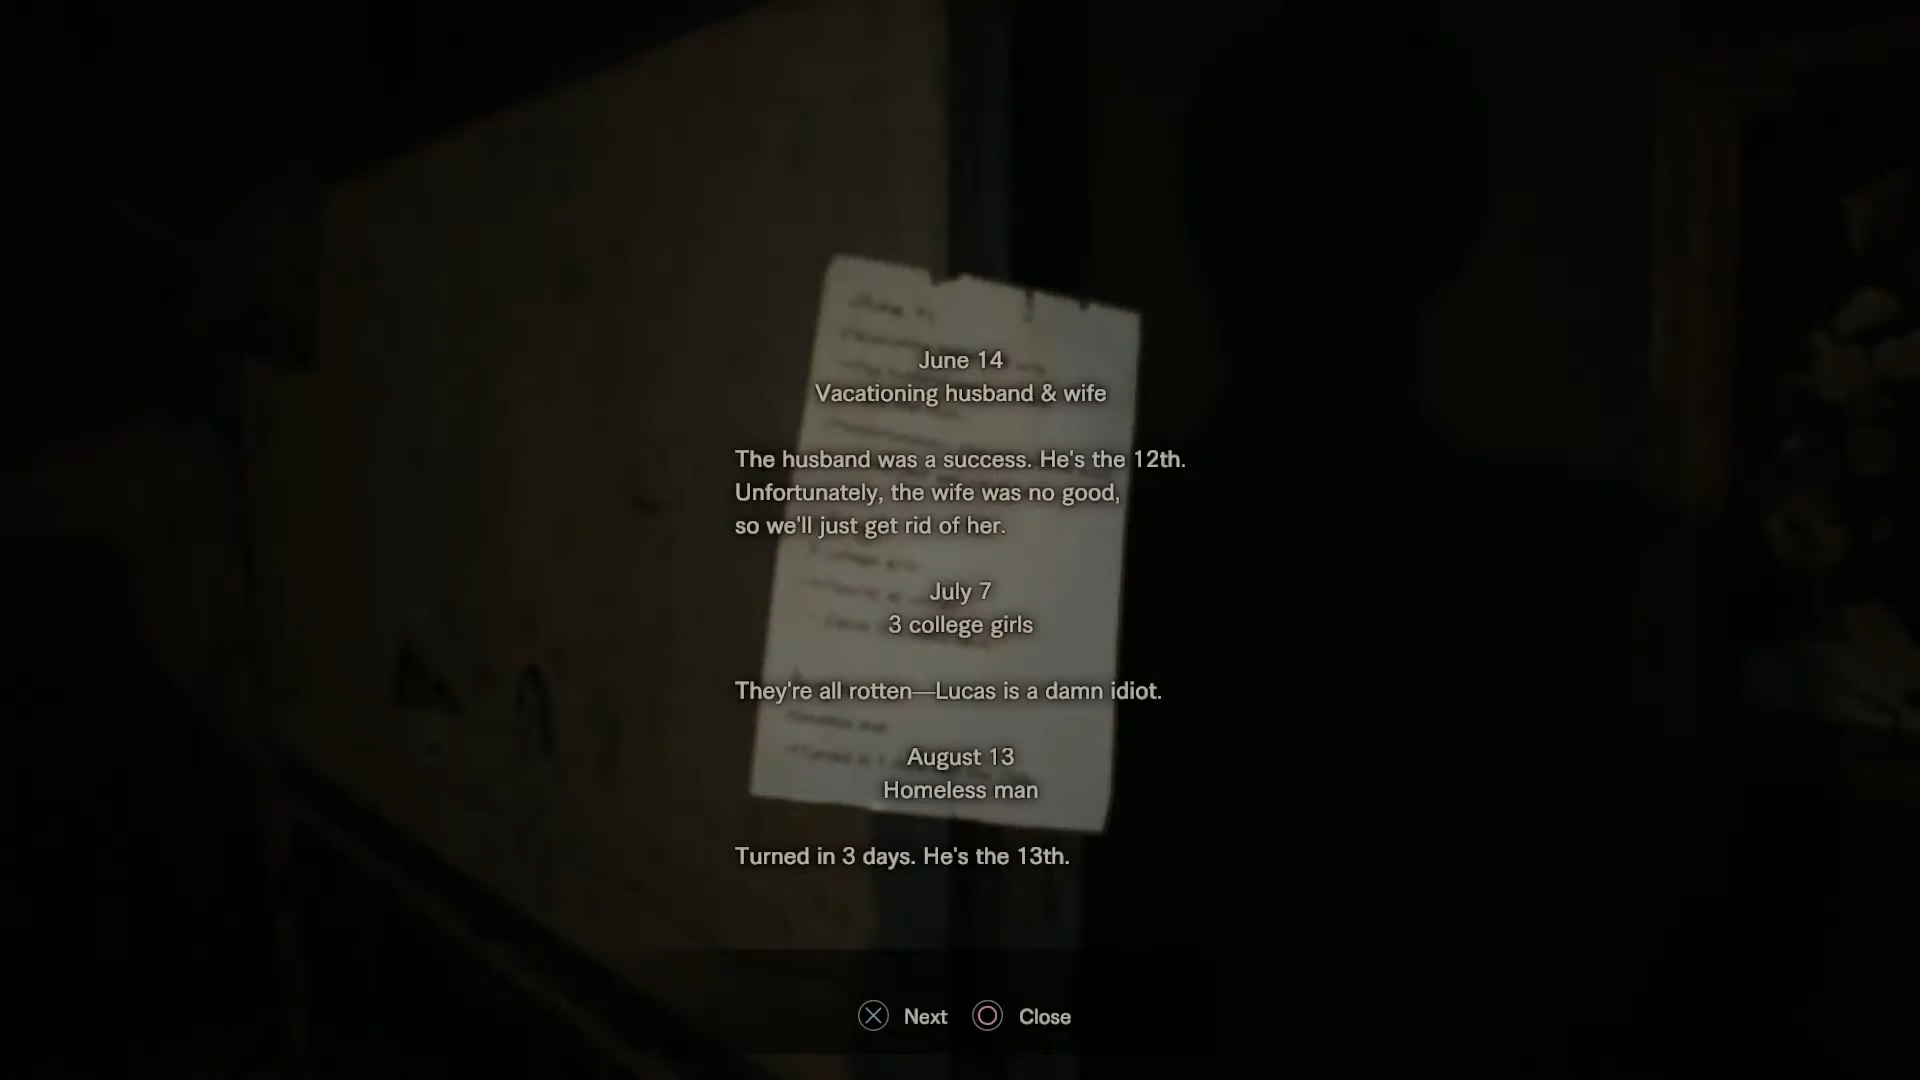 June 14
Vacationing husband & wife
The husband was a success. He's the 12th.
Unfortunately, the wife was no good,
so we'll just get rid of her.
July 7
3 college girls
They're all rotten—Lucas is a damn idiot.
August 13
Homeless man
Turned in 3 days. He's the 13th.
Next
Close